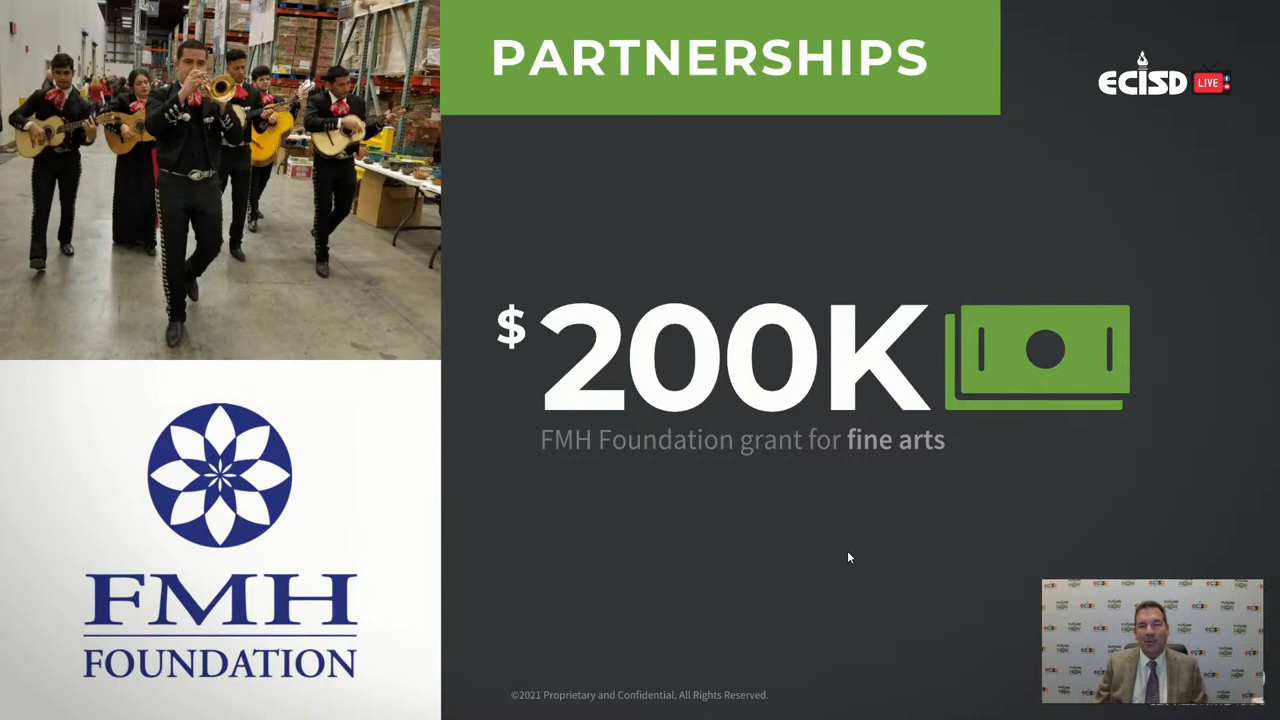 PARTNERSHIPS
ECISD LIVE
$200K
FMH Foundation grant for fine arts
FMH
FOUNDATION
©2021 Proprietary and Confidential. All Rights Reserved.